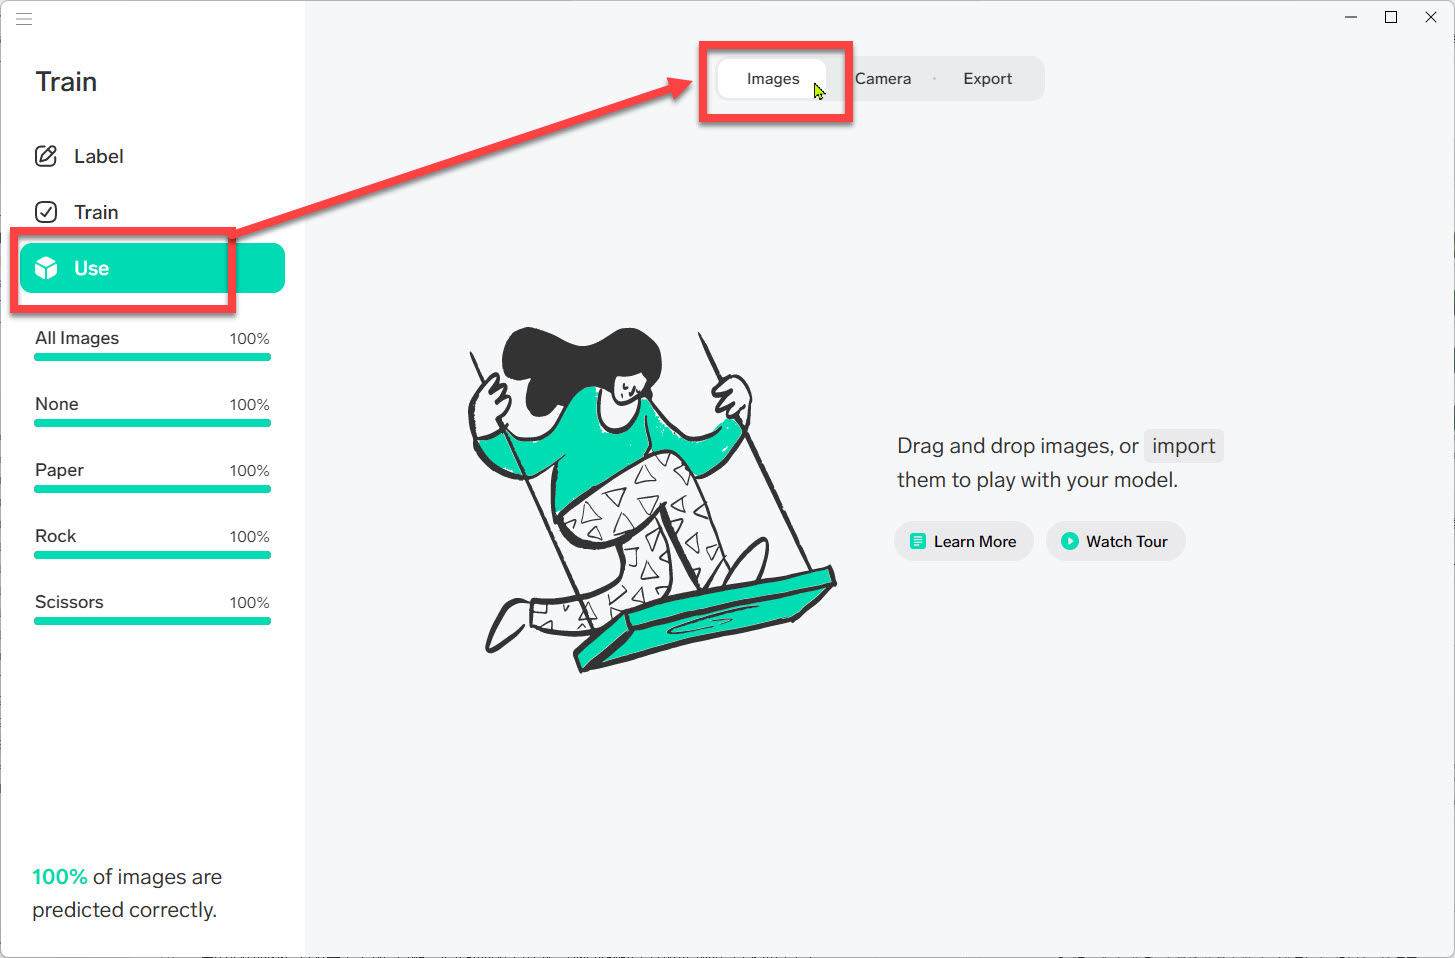 Train
Label
Train
Use
All Images 100%
None 100%
Paper 100%
Rock 100%
Scissors 100%
100% of images are
predicted correctly.
Images Camera Export
Drag and drop images, or import
them to play with your model.
Learn More Watch Tour